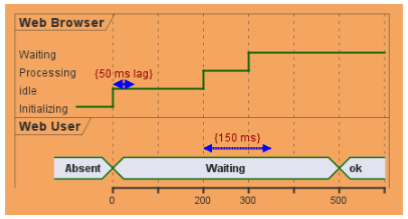 Web Browser
Waiting
Processing {50 ms lag}
idle
Initializing
Web User
{150 ms}
Absent Waiting ok
0 200 300 500